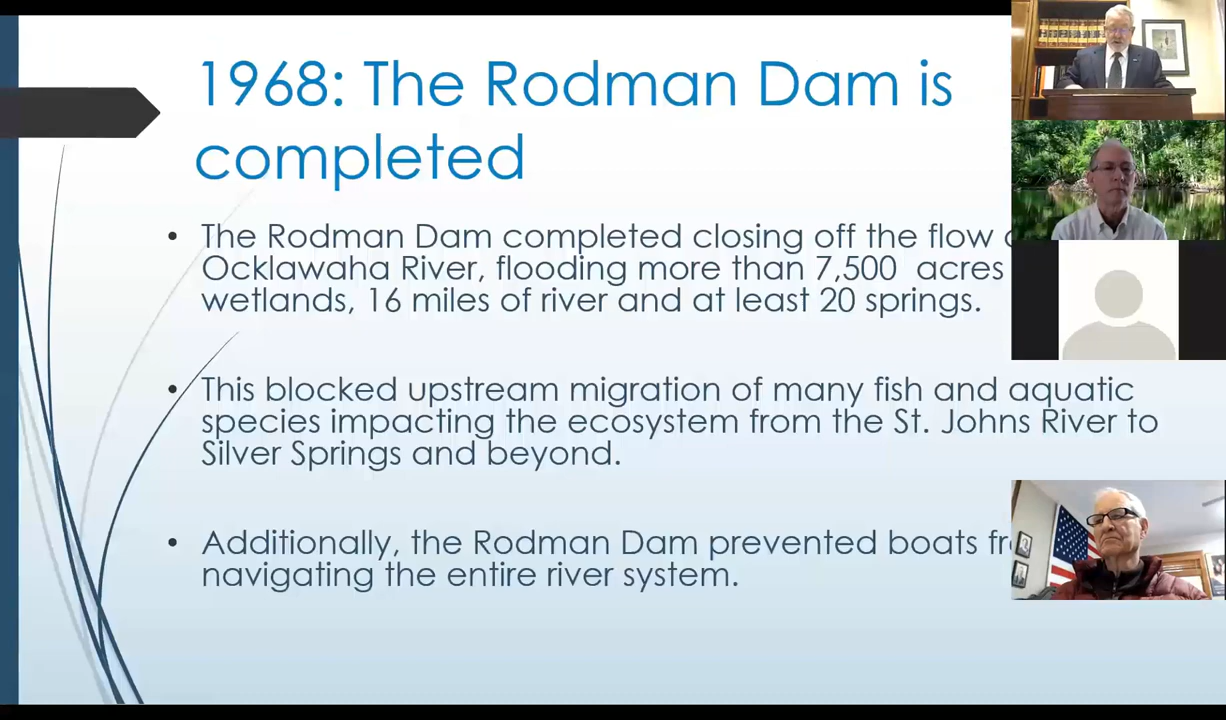 1968: The Rodman Dam is
completed
• The Rodman Dam completed closing off the flow
Ocklawaha River, flooding more than 7,500 acres
wetlands, 16 miles of river and at least 20 springs.
• This blocked upstream migration of many fish and aquatic
species impacting the ecosystem from the St. Johns River to
Silver Springs and beyond.
• Additionally, the Rodman Dam prevented boats
navigating the entire river system.